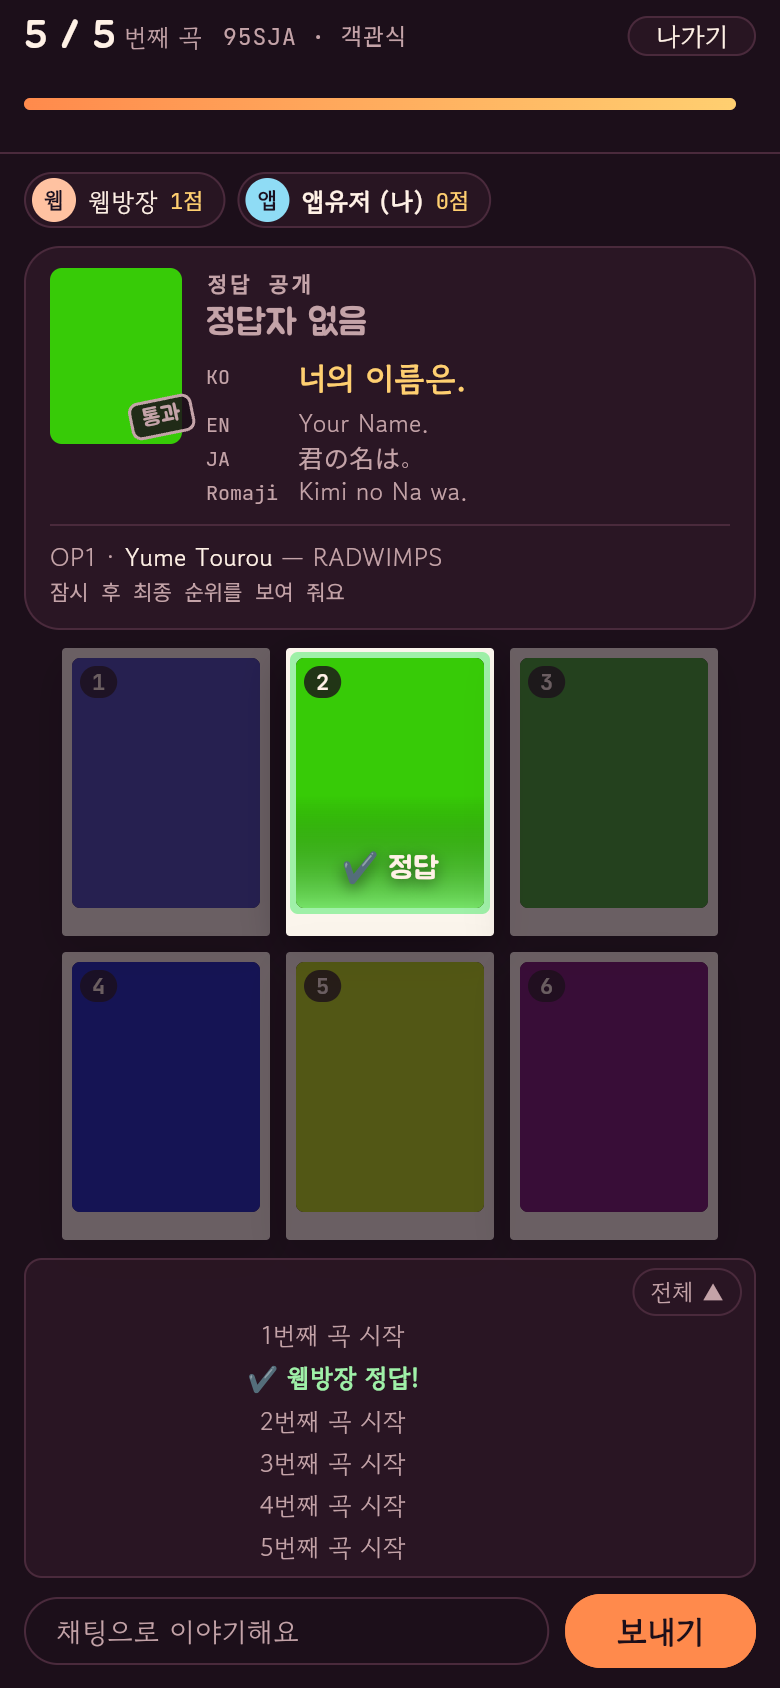 5 / 5 번째 곡 95SJA · 객관식 나가기
웹 웹방장 1점 앱 앱유저 (나) 0점
정답 공개
정답자 없음
통과
KO 너의 이름은.
EN Your Name.
JA 君の名は。
Romaji Kimi no Na wa.
OP1 · Yume Tourou — RADWIMPS
잠시 후 최종 순위를 보여 줘요
1 2 3
✔ 정답
4 5 6
전체 ▲
1번째 곡 시작
✔ 웹방장 정답!
2번째 곡 시작
3번째 곡 시작
4번째 곡 시작
5번째 곡 시작
채팅으로 이야기해요 보내기